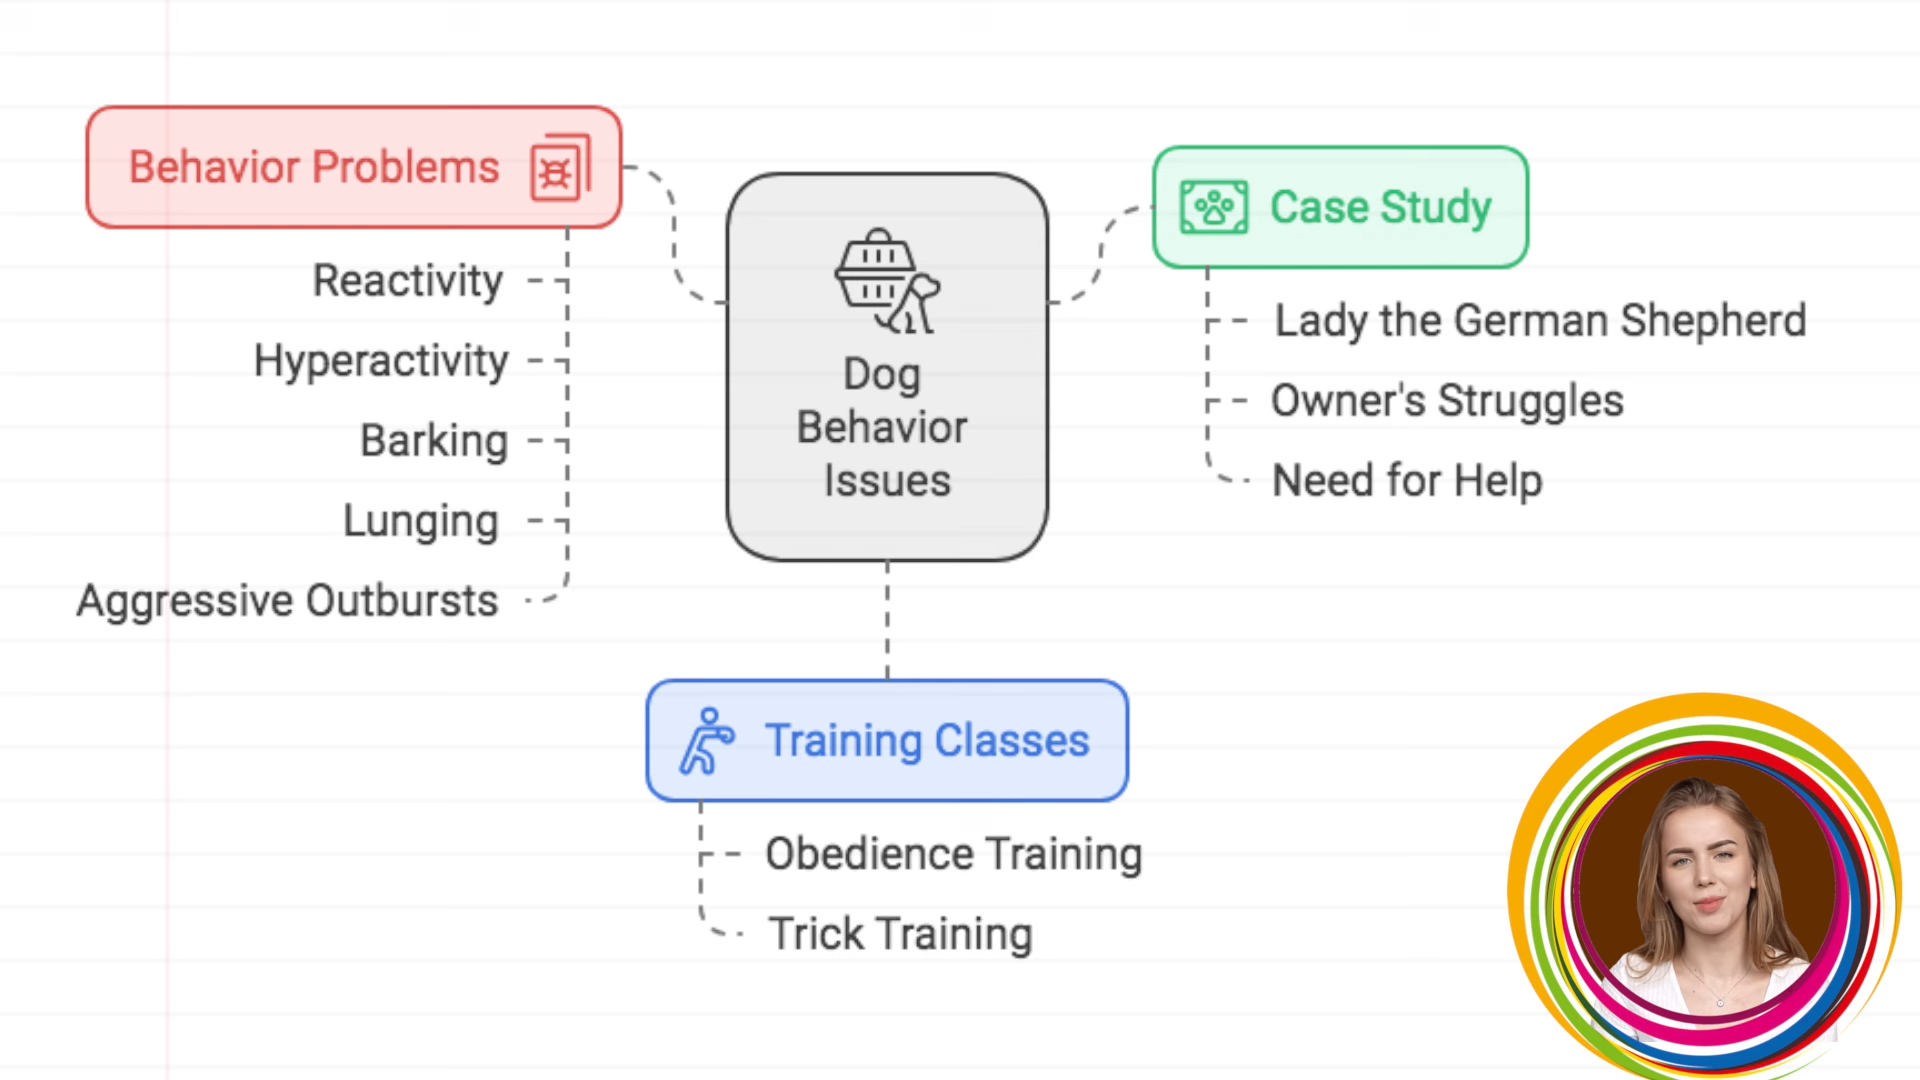 Behavior Problems
Reactivity
Hyperactivity
Barking
Lunging
Aggressive Outbursts
Dog
Behavior
Issues
Case Study
Lady the German Shepherd
Owner's Struggles
Need for Help
Training Classes
Obedience Training
Trick Training